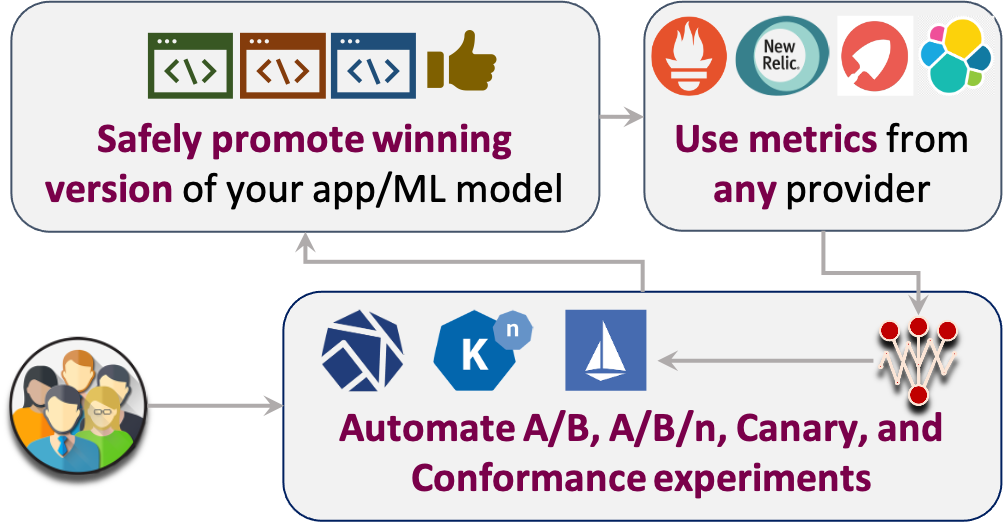 </> </> </>
Safely promote winning
version of your app/ML model
New
Relic.
Use metrics from
any provider
K n
Automate A/B, A/B/n, Canary, and
Conformance experiments